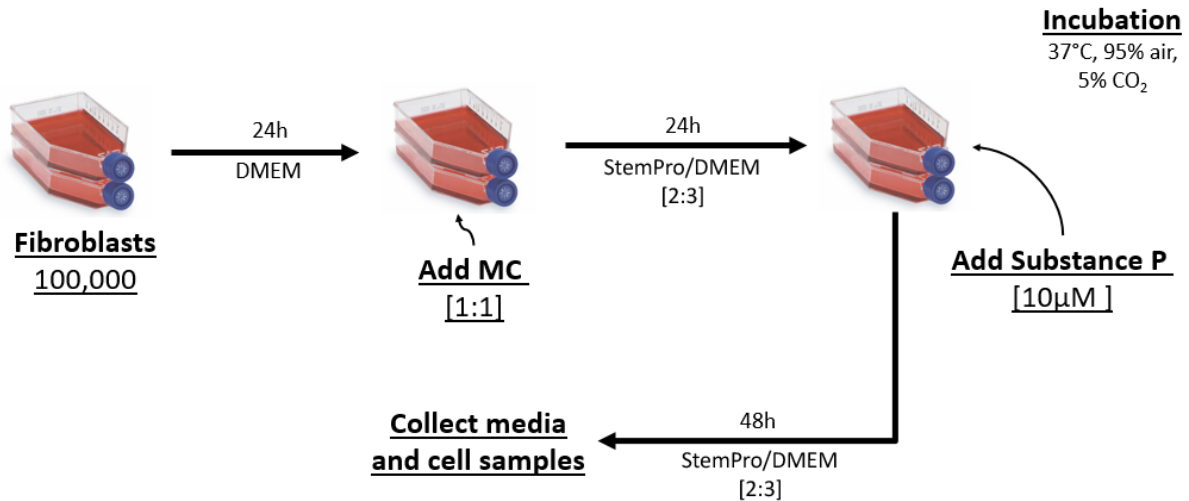 Incubation
37°C, 95% air,
5% CO₂
24h
DMEM
24h
StemPro/DMEM
[2:3]
Fibroblasts
100,000
Add MC
[1:1]
Add Substance P
[10µM ]
Collect media
and cell samples
48h
StemPro/DMEM
[2:3]